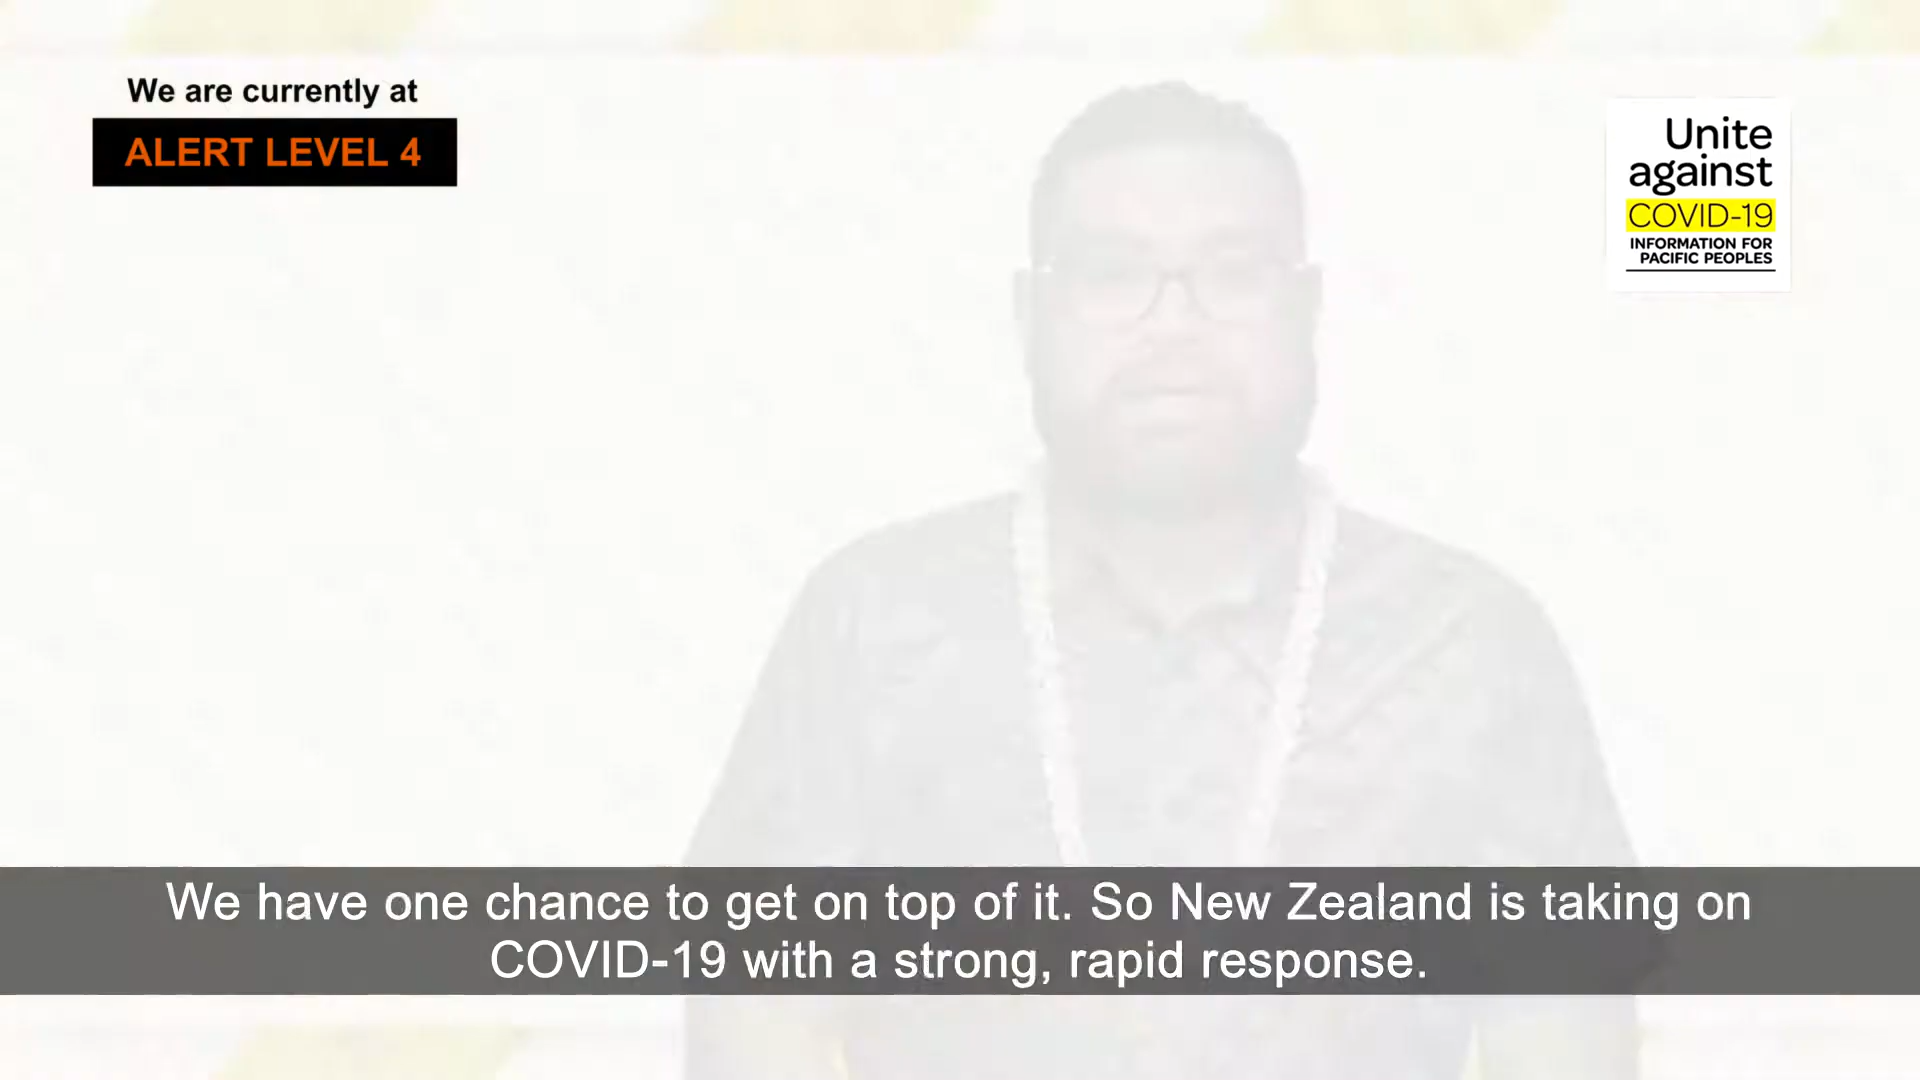 We are currently at
ALERT LEVEL 4
Unite
against
COVID-19
INFORMATION FOR
PACIFIC PEOPLES
We have one chance to get on top of it. So New Zealand is taking on
COVID-19 with a strong, rapid response.